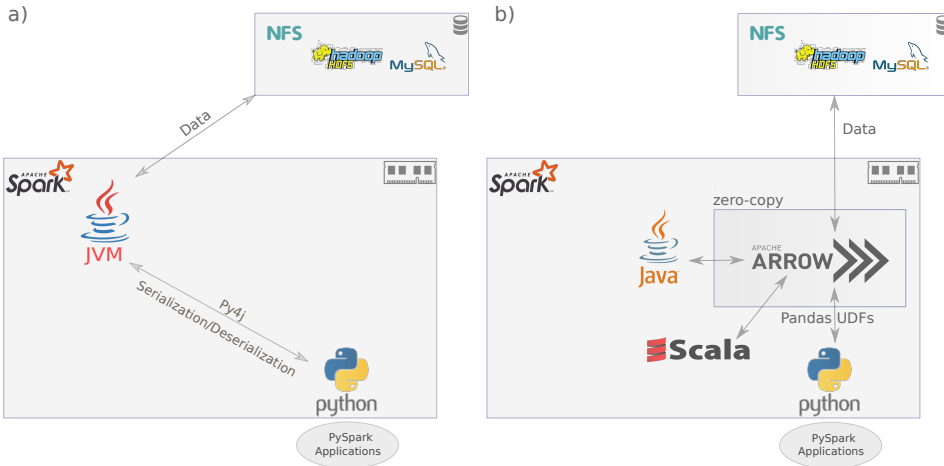 a)
NFS
hadoop
HDFS
MySQL
Data
APACHE
Spark
JVM
Py4j
Serialization/Deserialization
python
PySpark
Applications
b)
NFS
hadoop
HDFS
MySQL
Data
APACHE
Spark
zero-copy
Java
APACHE
ARROW
Pandas UDFs
Scala
python
PySpark
Applications